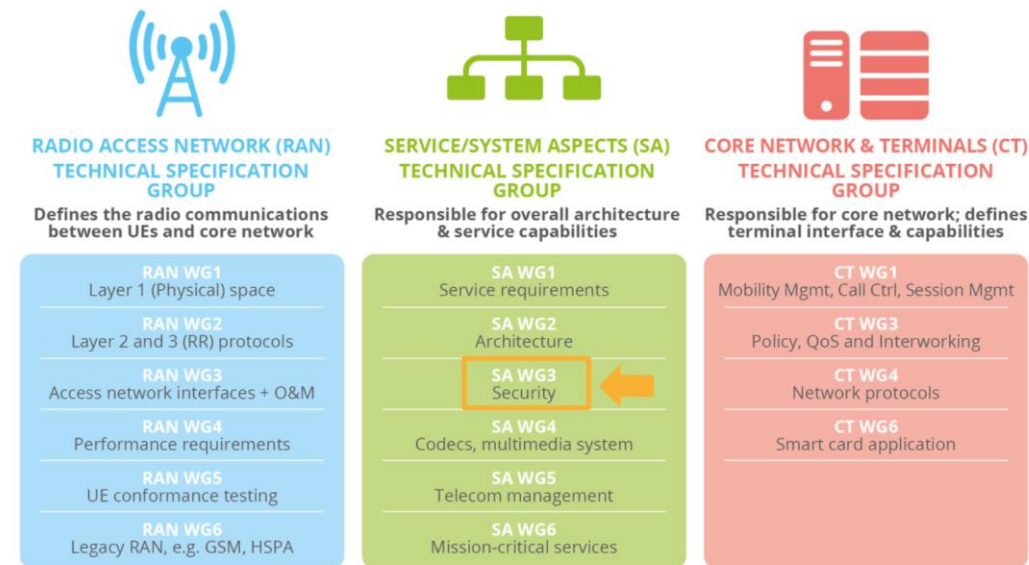 RADIO ACCESS NETWORK (RAN)
TECHNICAL SPECIFICATION
GROUP
Defines the radio communications
between UEs and core network
RAN WG1
Layer 1 (Physical) space
RAN WG2
Layer 2 and 3 (RR) protocols
RAN WG3
Access network interfaces + O&M
RAN WG4
Performance requirements
RAN WG5
UE conformance testing
RAN WG6
Legacy RAN, e.g. GSM, HSPA
SERVICE/SYSTEM ASPECTS (SA)
TECHNICAL SPECIFICATION
GROUP
Responsible for overall architecture
& service capabilities
SA WG1
Service requirements
SA WG2
Architecture
SA WG3
Security
SA WG4
Codecs, multimedia system
SA WG5
Telecom management
SA WG6
Mission-critical services
CORE NETWORK & TERMINALS (CT)
TECHNICAL SPECIFICATION
GROUP
Responsible for core network; defines
terminal interface & capabilities
CT WG1
Mobility Mgmt, Call Ctrl, Session Mgmt
CT WG3
Policy, QoS and Interworking
CT WG4
Network protocols
CT WG6
Smart card application